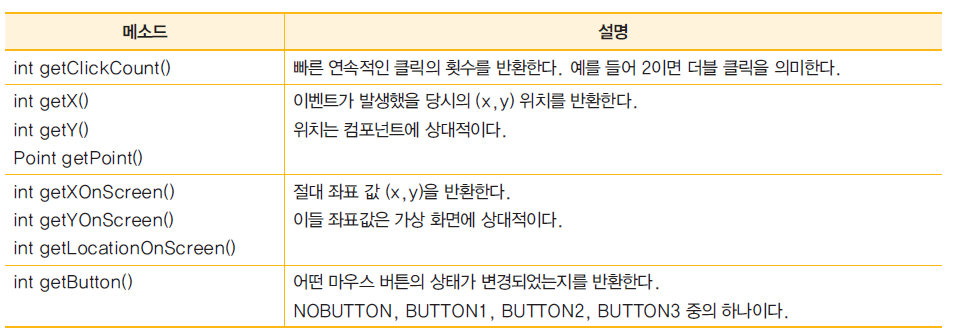 메소드 설명
int getClickCount() 빠른 연속적인 클릭의 횟수를 반환한다. 예를 들어 2이면 더블 클릭을 의미한다.
int getX() 이벤트가 발생했을 당시의 (x,y) 위치를 반환한다.
int getY() 위치는 컴포넌트에 상대적이다.
Point getPoint()
int getXOnScreen() 절대 좌표 값 (x,y)을 반환한다.
int getYOnScreen() 이들 좌표값은 가상 화면에 상대적이다.
int getLocationOnScreen()
int getButton() 어떤 마우스 버튼의 상태가 변경되었는지를 반환한다.
NOBUTTON, BUTTON1, BUTTON2, BUTTON3 중의 하나이다.